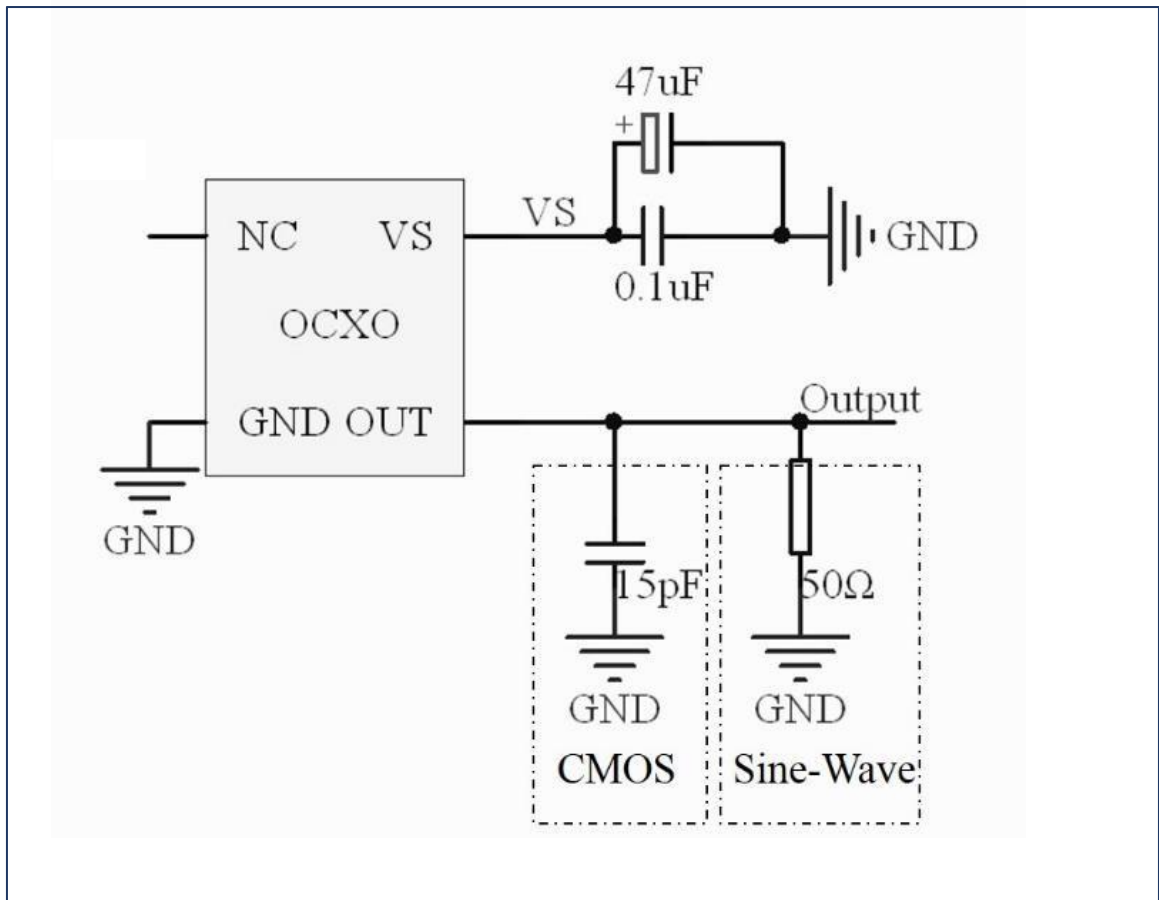 47uF
+
VS
NC VS
GND
0.1uF
OCXO
Output
GND OUT
GND
15pF
50Ω
GND
GND
CMOS
Sine-Wave